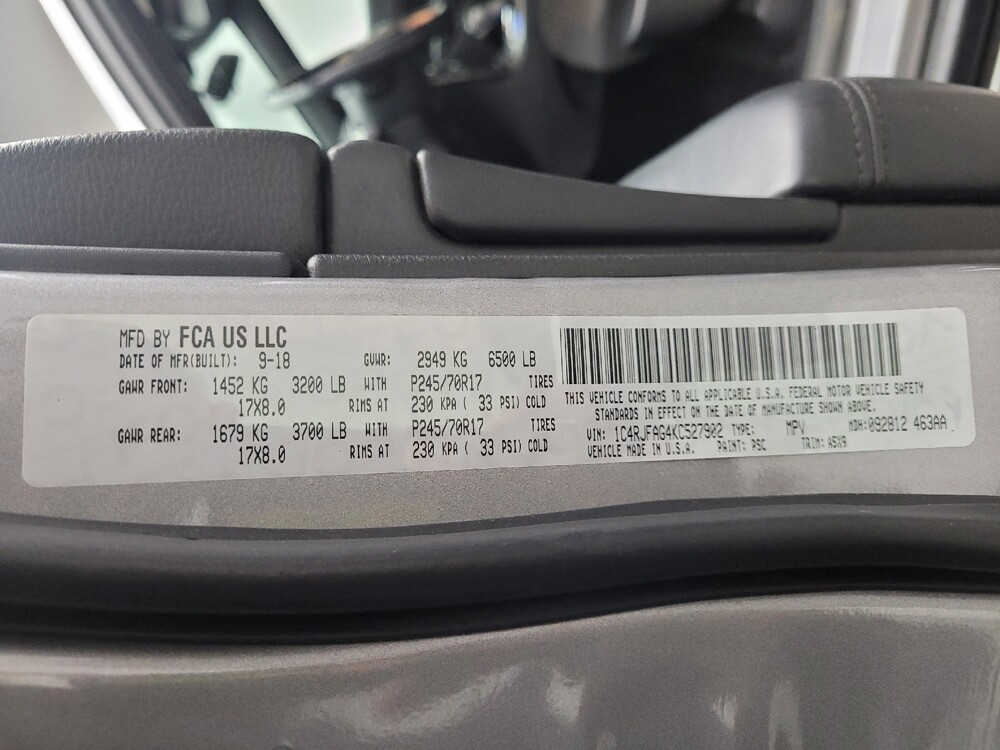 MFD BY FCA US LLC
DATE OF MFR(BUILT): 9-18 GVWR: 2949 KG 6500 LB
GAWR FRONT: 1452 KG 3200 LB WITH P245/70R17 TIRES
17X8.0 RIMS AT 230 KPA ( 33 PSI) COLD
GAWR REAR: 1679 KG 3700 LB WITH P245/70R17 TIRES
17X8.0 RIMS AT 230 KPA ( 33 PSI) COLD
THIS VEHICLE CONFORMS TO ALL APPLICABLE U.S.A. FEDERAL MOTOR VEHICLE SAFETY
STANDARDS IN EFFECT ON THE DATE OF MANUFACTURE SHOWN ABOVE.
VIN: 1C4RJFAG4KC527902 TYPE: MPV MDH:092812 463AA
VEHICLE MADE IN U.S.A. PAINT: PSC TRIM: A5X9